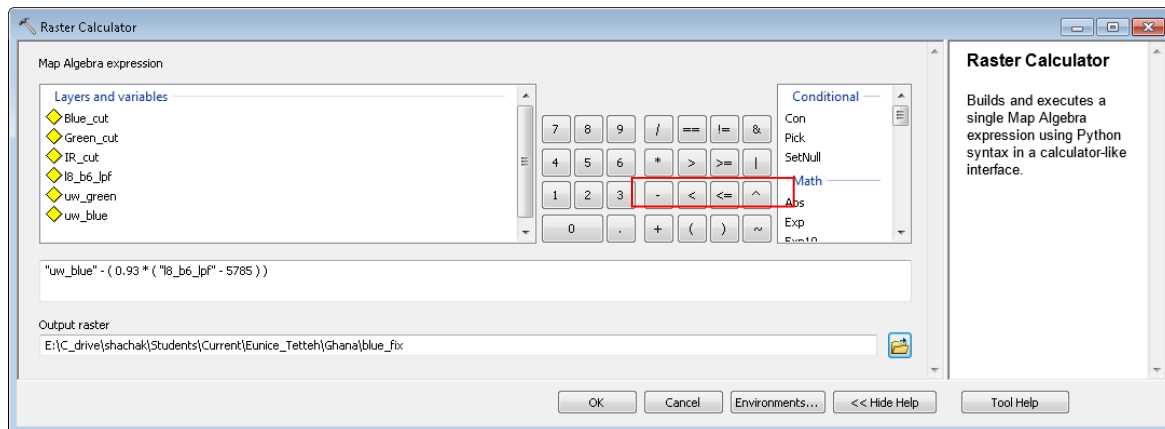 Raster Calculator
Map Algebra expression
Layers and variables
Blue_cut
Green_cut
IR_cut
l8_b6_lpf
uw_green
uw_blue
7 8 9 / == != &
4 5 6 * > >= |
1 2 3 - < <= ^
0 . + ( ) ~
Conditional
Con
Pick
SetNull
Math
Abs
Exp
Exp10
"uw_blue" - ( 0.93 * ( "l8_b6_lpf" - 5785 ) )
Output raster
E:\C_drive\shachak\Students\Current\Eunice_Tetteh\Ghana\blue_fix
OK Cancel Environments... << Hide Help Tool Help
Raster Calculator
Builds and executes a
single Map Algebra
expression using Python
syntax in a calculator-like
interface.